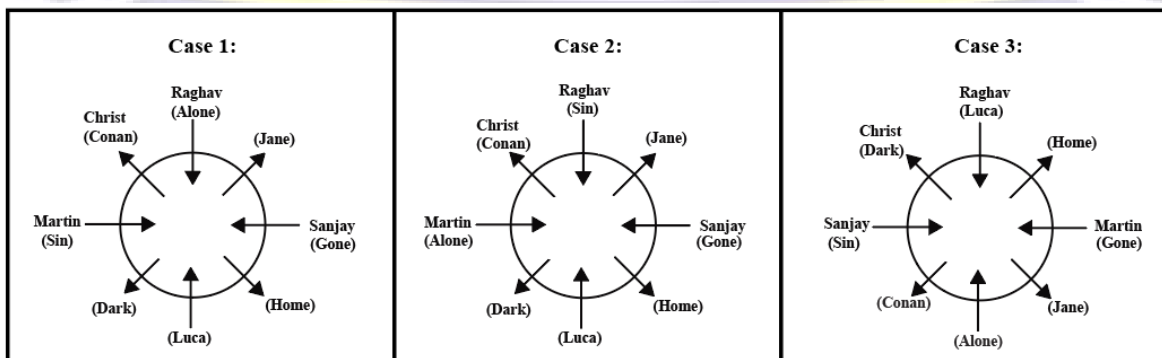 Case 1:
Raghav
(Alone)
Christ
(Conan)
(Jane)
Martin
(Sin)
Sanjay
(Gone)
(Dark)
(Home)
(Luca)
Case 2:
Raghav
(Sin)
Christ
(Conan)
(Jane)
Martin
(Alone)
Sanjay
(Gone)
(Dark)
(Home)
(Luca)
Case 3:
Raghav
(Luca)
Christ
(Dark)
(Home)
Sanjay
(Sin)
Martin
(Gone)
(Conan)
(Jane)
(Alone)